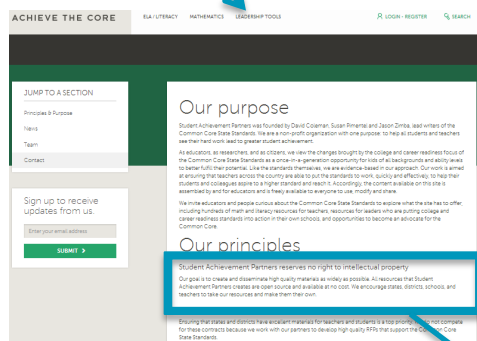 ACHIEVE THE CORE
ELA / LITERACY MATHEMATICS LEADERSHIP TOOLS LOGIN • REGISTER SEARCH
JUMP TO A SECTION
Principles & Purpose
News
Team
Contact
Sign up to receive
updates from us.
Enter your email address
SUBMIT >
Our purpose
Student Achievement Partners was founded by David Coleman, Susan Pimentel and Jason Zimba, lead writers of the
Common Core State Standards. We are a non-profit organization with one purpose: to help all students and teachers
see their hard work lead to greater student achievement.
As educators, as researchers, and as citizens, we view the changes brought by the college and career readiness focus of
the Common Core State Standards as a once-in-a-generation opportunity for kids of all backgrounds and ability levels
to better fulfill their potential. Like the standards themselves, we are evidence-based in our approach. Our work is aimed
at ensuring that teachers across the country are able to put the standards to work, quickly and effectively, to help their
students and colleagues aspire to a higher standard and reach it. Accordingly, the content available on this site is
assembled by and for educators and is freely available to everyone to use, modify and share.
We invite educators and people curious about the Common Core State Standards to explore what the site has to offer:
including hundreds of math and literacy resources for teachers, resources for leaders who are putting college and
career readiness standards into action in their own schools, and opportunities to become an advocate for the
Common Core.
Our principles
Student Achievement Partners reserves no right to intellectual property
Our goal is to create and disseminate high quality materials as widely as possible. All resources that Student
Achievement Partners creates are open source and available at no cost. We encourage states, districts, schools, and
teachers to take our resources and make them their own.
Ensuring that states and districts have excellent materials for teachers and students is a top priority. not compete
for these contracts because we work with our partners to develop high quality RFPs that support the Common Core
State Standards.